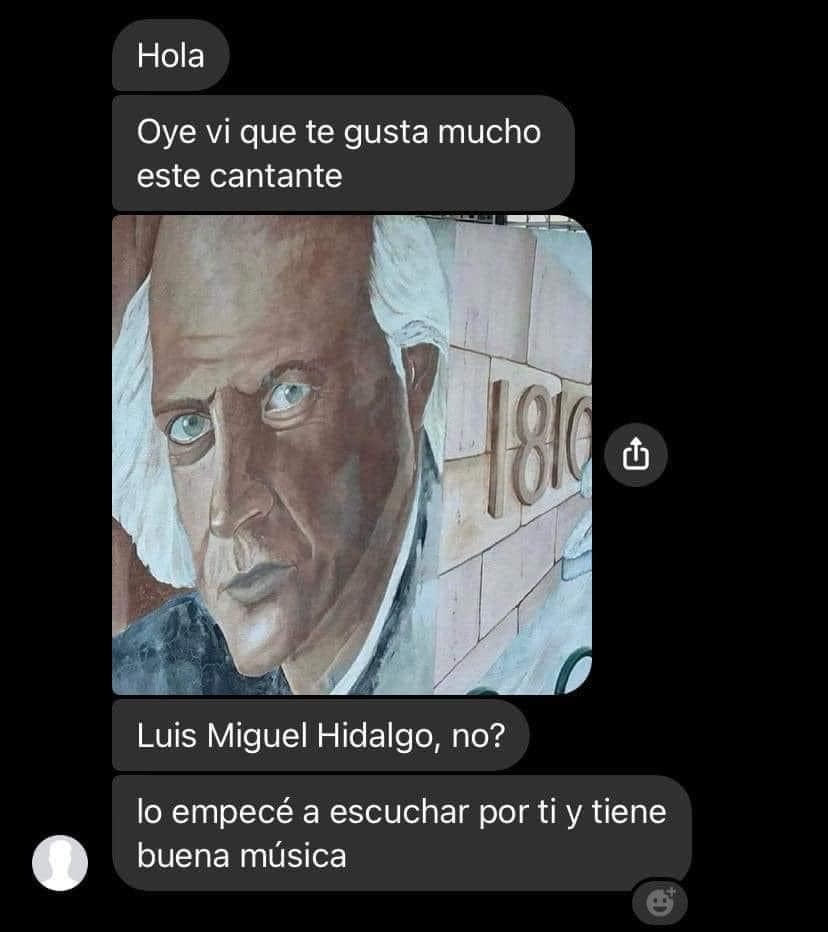 Hola
Oye vi que te gusta mucho
este cantante
1810
Luis Miguel Hidalgo, no?
lo empecé a escuchar por ti y tiene
buena música